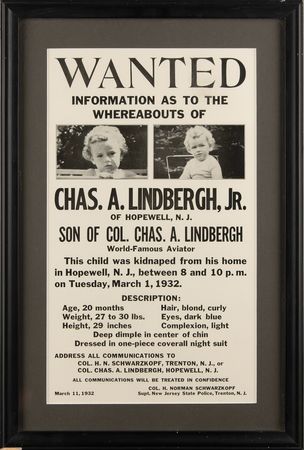 WANTED
INFORMATION AS TO THE
WHEREABOUTS OF
CHAS. A. LINDBERGH, JR.
OF HOPEWELL, N. J.
SON OF COL. CHAS. A. LINDBERGH
World-Famous Aviator
This child was kidnaped from his home
in Hopewell, N. J., between 8 and 10 p. m.
on Tuesday, March 1, 1932.
DESCRIPTION:
Age, 20 months Hair, blond, curly
Weight, 27 to 30 lbs. Eyes, dark blue
Height, 29 inches Complexion, light
Deep dimple in center of chin
Dressed in one-piece coverall night suit
ADDRESS ALL COMMUNICATIONS TO
COL. H. N. SCHWARZKOPF, TRENTON, N. J., or
COL. CHAS. A. LINDBERGH, HOPEWELL, N. J.
ALL COMMUNICATIONS WILL BE TREATED IN CONFIDENCE
COL. H. NORMAN SCHWARZKOPF
March 11, 1932 Supt. New Jersey State Police, Trenton, N. J.